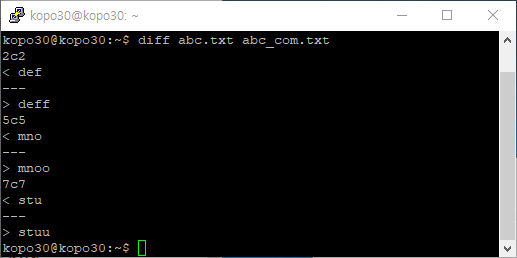 kopo30@kopo30: ~
kopo30@kopo30:~$ diff abc.txt abc_com.txt
2c2
< def
---
> deff
5c5
< mno
---
> mnoo
7c7
< stu
---
> stuu
kopo30@kopo30:~$